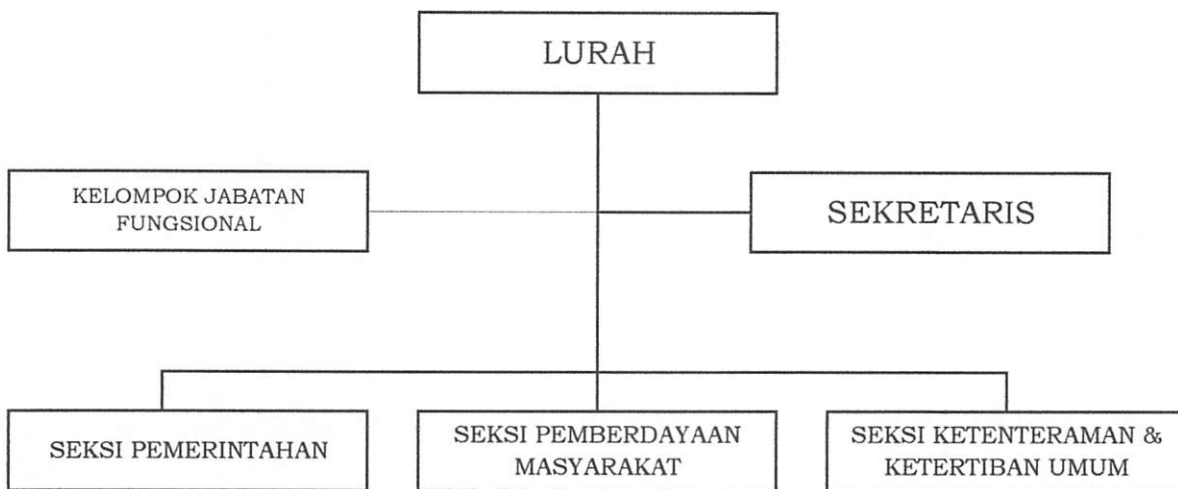 LURAH
KELOMPOK JABATAN
FUNGSIONAL
SEKRETARIS
SEKSI PEMERINTAHAN
SEKSI PEMBERDAYAAN
MASYARAKAT
SEKSI KETENTERAMAN &
KETERTIBAN UMUM